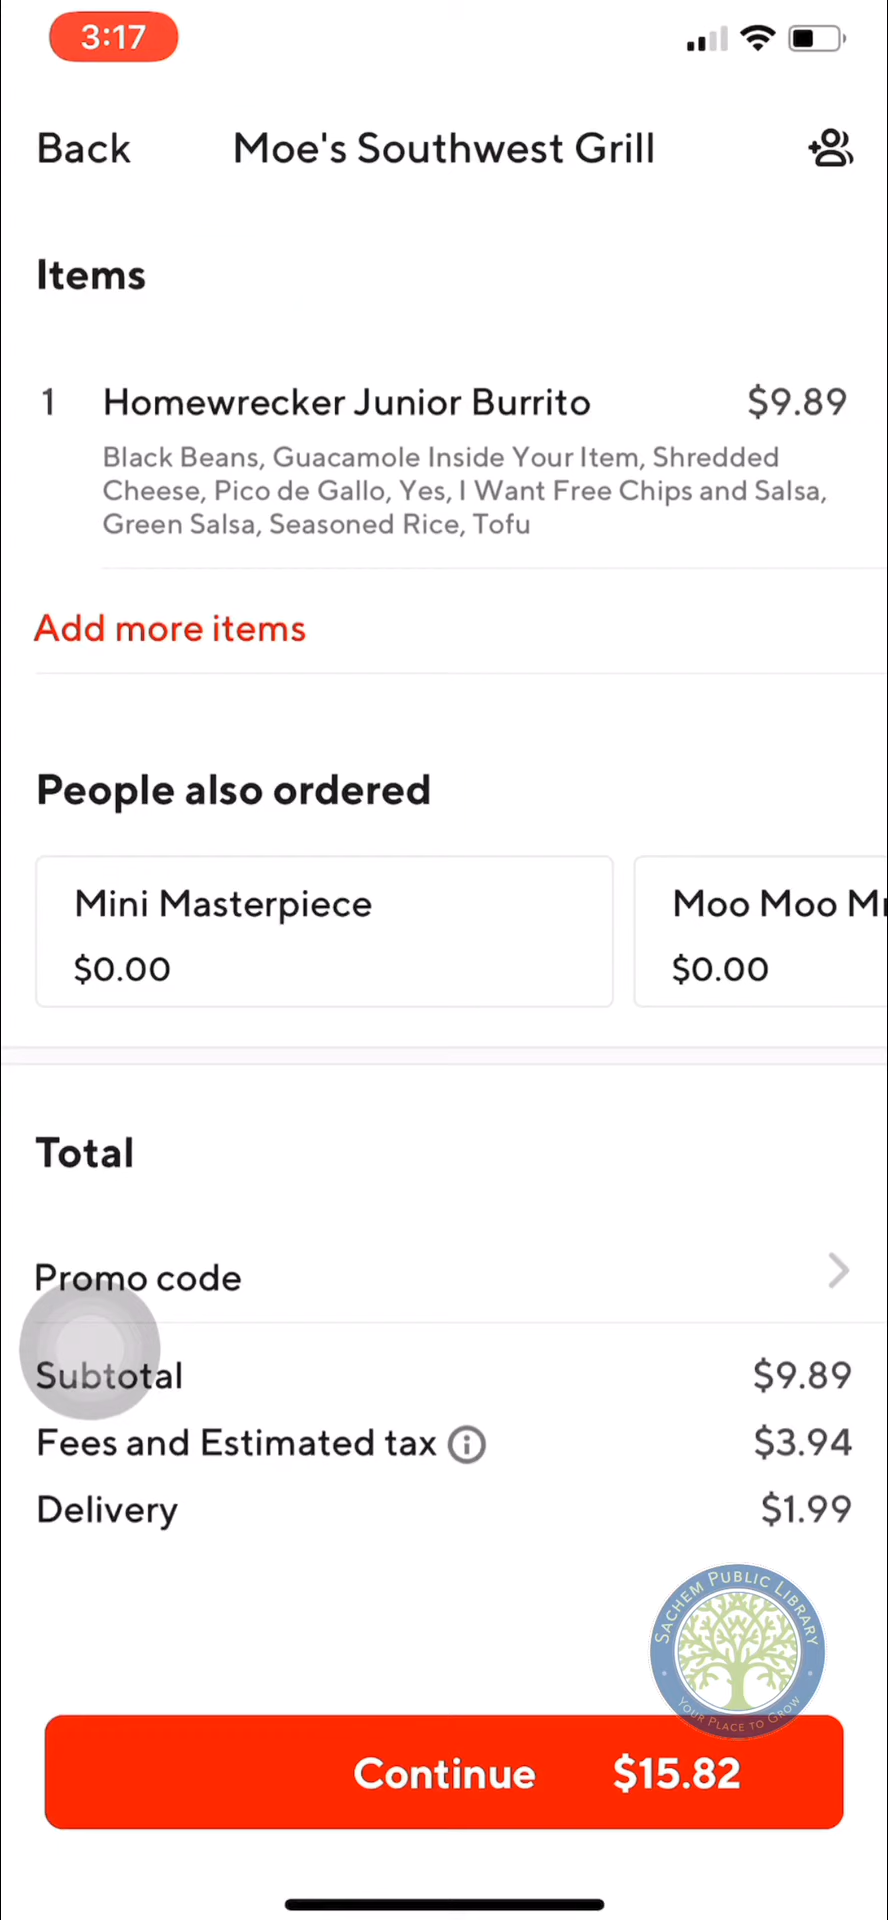 3:17
Back Moe's Southwest Grill
Items
1 Homewrecker Junior Burrito $9.89
Black Beans, Guacamole Inside Your Item, Shredded
Cheese, Pico de Gallo, Yes, I Want Free Chips and Salsa,
Green Salsa, Seasoned Rice, Tofu
Add more items
People also ordered
Mini Masterpiece Moo Moo
$0.00 $0.00
Total
Promo code
Subtotal $9.89
Fees and Estimated tax $3.94
Delivery $1.99
SACHEM PUBLIC LIBRARY
YOUR PLACE TO GROW
Continue $15.82